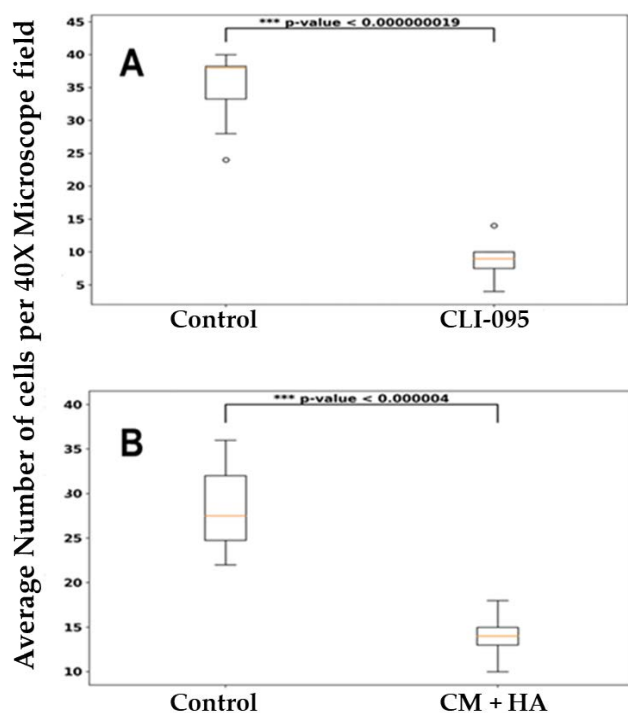 Average Number of cells per 40X Microscope field
*** p-value < 0.000000019
A
45
40
35
30
25
20
15
10
5
Control
CLI-095
*** p-value < 0.000004
B
40
35
30
25
20
15
10
Control
CM + HA